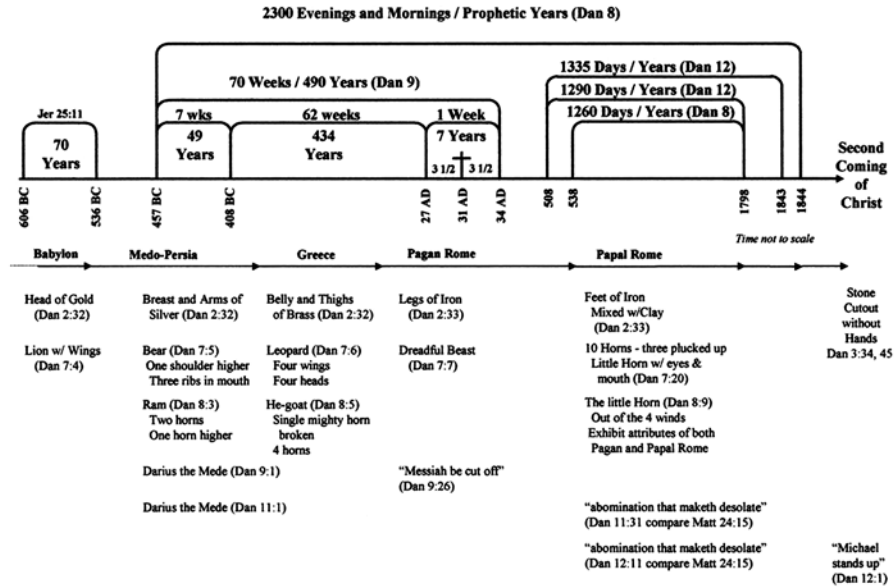 2300 Evenings and Mornings / Prophetic Years (Dan 8)
1335 Days / Years (Dan 12)
70 Weeks / 490 Years (Dan 9)
1290 Days / Years (Dan 12)
Jer 25:11
7 wks
62 weeks
1 Week
1260 Days / Years (Dan 8)
70
Years
49
Years
434
Years
7 Years
3 1/2
3 1/2
Second
Coming
of
Christ
606 BC
536 BC
457 BC
408 BC
27 AD
31 AD
34 AD
508
538
1798
1843
1844
Time not to scale
Babylon
Medo-Persia
Greece
Pagan Rome
Papal Rome
Head of Gold
(Dan 2:32)
Breast and Arms of
Silver (Dan 2:32)
Belly and Thighs
of Brass (Dan 2:32)
Legs of Iron
(Dan 2:33)
Feet of Iron
Mixed w/Clay
(Dan 2:33)
Stone
Cutout
without
Hands
Dan 3:34, 45
Lion w/ Wings
(Dan 7:4)
Bear (Dan 7:5)
One shoulder higher
Three ribs in mouth
Leopard (Dan 7:6)
Four wings
Four heads
Dreadful Beast
(Dan 7:7)
10 Horns - three plucked up
Little Horn w/ eyes &
mouth (Dan 7:20)
Ram (Dan 8:3)
Two horns
One horn higher
He-goat (Dan 8:5)
Single mighty horn
broken
4 horns
The little Horn (Dan 8:9)
Out of the 4 winds
Exhibit attributes of both
Pagan and Papal Rome
Darius the Mede (Dan 9:1)
“Messiah be cut off”
(Dan 9:26)
Darius the Mede (Dan 11:1)
“abomination that maketh desolate”
(Dan 11:31 compare Matt 24:15)
“abomination that maketh desolate”
(Dan 12:11 compare Matt 24:15)
“Michael
stands up”
(Dan 12:1)